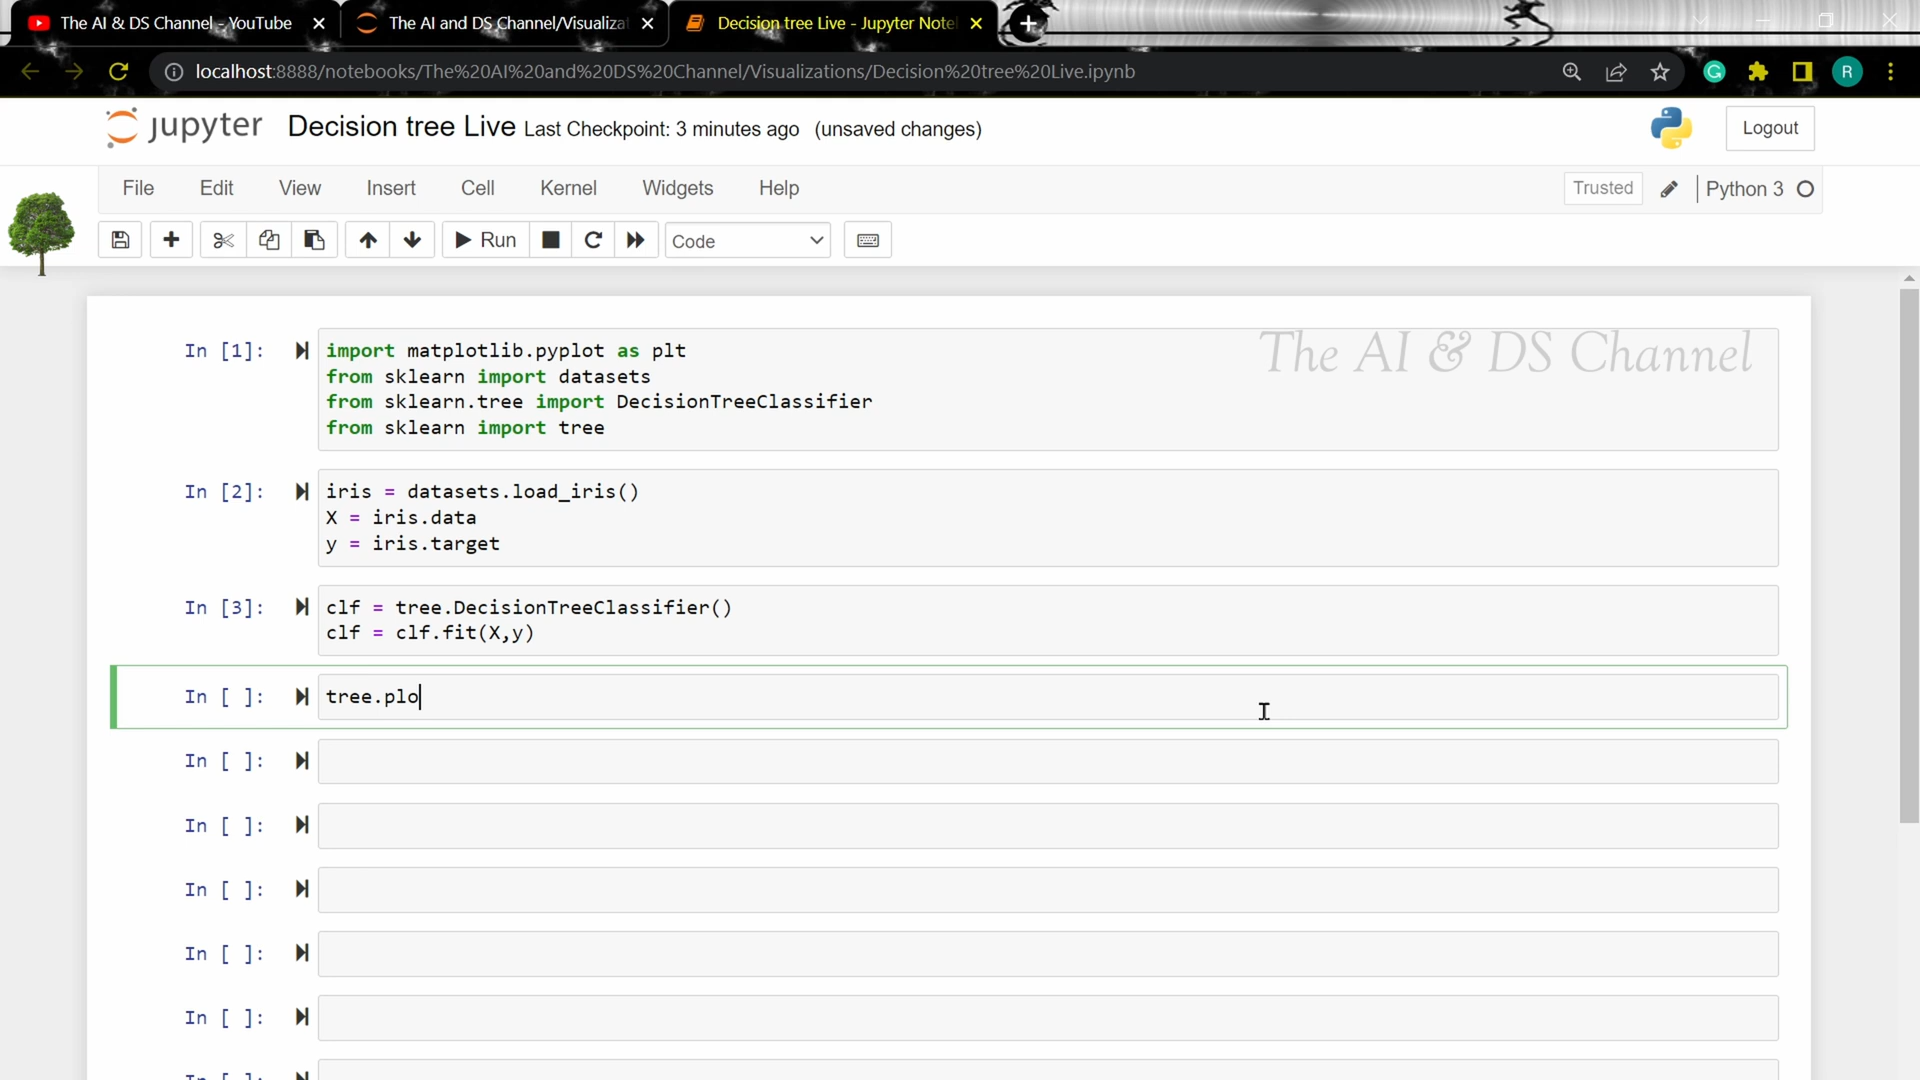 The AI & DS Channel - YouTube
The AI and DS Channel/Visualiza
Decision tree Live - Jupyter Note
localhost:8888/notebooks/The%20AI%20and%20DS%20Channel/Visualizations/Decision%20tree%20Live.ipynb
R
jupyter Decision tree Live Last Checkpoint: 3 minutes ago (unsaved changes)
Logout
File Edit View Insert Cell Kernel Widgets Help
Trusted Python 3
Run Code
The AI & DS Channel
In [1]: import matplotlib.pyplot as plt
from sklearn import datasets
from sklearn.tree import DecisionTreeClassifier
from sklearn import tree
In [2]: iris = datasets.load_iris()
X = iris.data
y = iris.target
In [3]: clf = tree.DecisionTreeClassifier()
clf = clf.fit(X,y)
In [ ]: tree.plo
In [ ]:
In [ ]:
In [ ]:
In [ ]:
In [ ]: